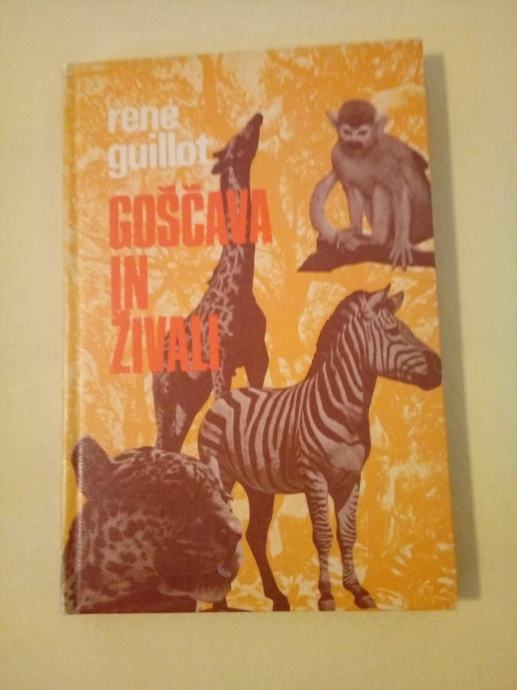 rené
guillot
GOŠČAVA
IN
ŽIVALI